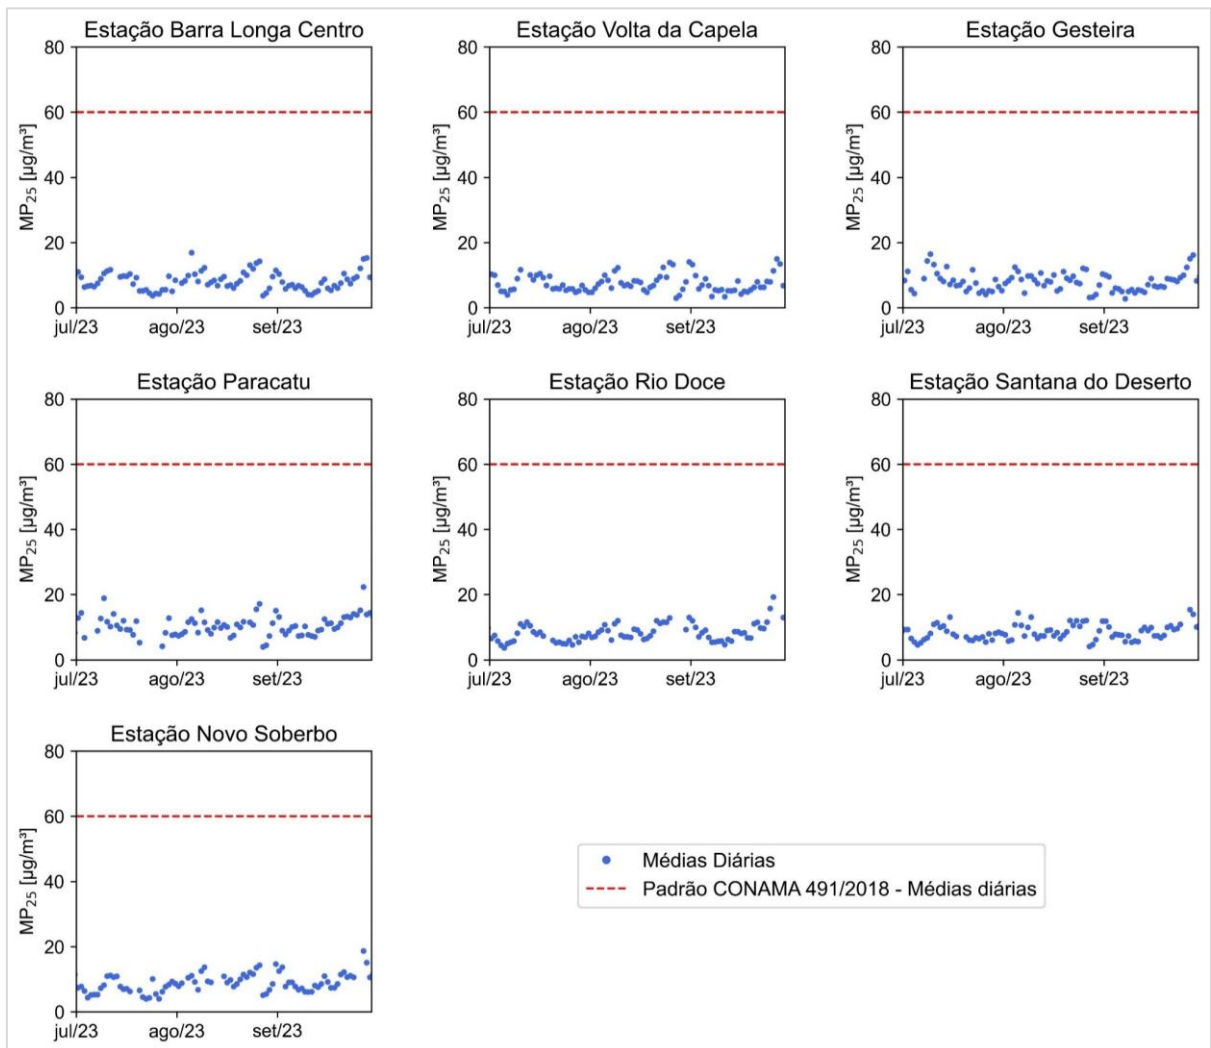 Estação Barra Longa Centro
80
60
40
20
0
MP₂₅ [µg/m³]
jul/23 ago/23 set/23
Estação Volta da Capela
80
60
40
20
0
MP₂₅ [µg/m³]
jul/23 ago/23 set/23
Estação Gesteira
80
60
40
20
0
MP₂₅ [µg/m³]
jul/23 ago/23 set/23
Estação Paracatu
80
60
40
20
0
MP₂₅ [µg/m³]
jul/23 ago/23 set/23
Estação Rio Doce
80
60
40
20
0
MP₂₅ [µg/m³]
jul/23 ago/23 set/23
Estação Santana do Deserto
80
60
40
20
0
MP₂₅ [µg/m³]
jul/23 ago/23 set/23
Estação Novo Soberbo
80
60
40
20
0
MP₂₅ [µg/m³]
jul/23 ago/23 set/23
Médias Diárias
Padrão CONAMA 491/2018 - Médias diárias